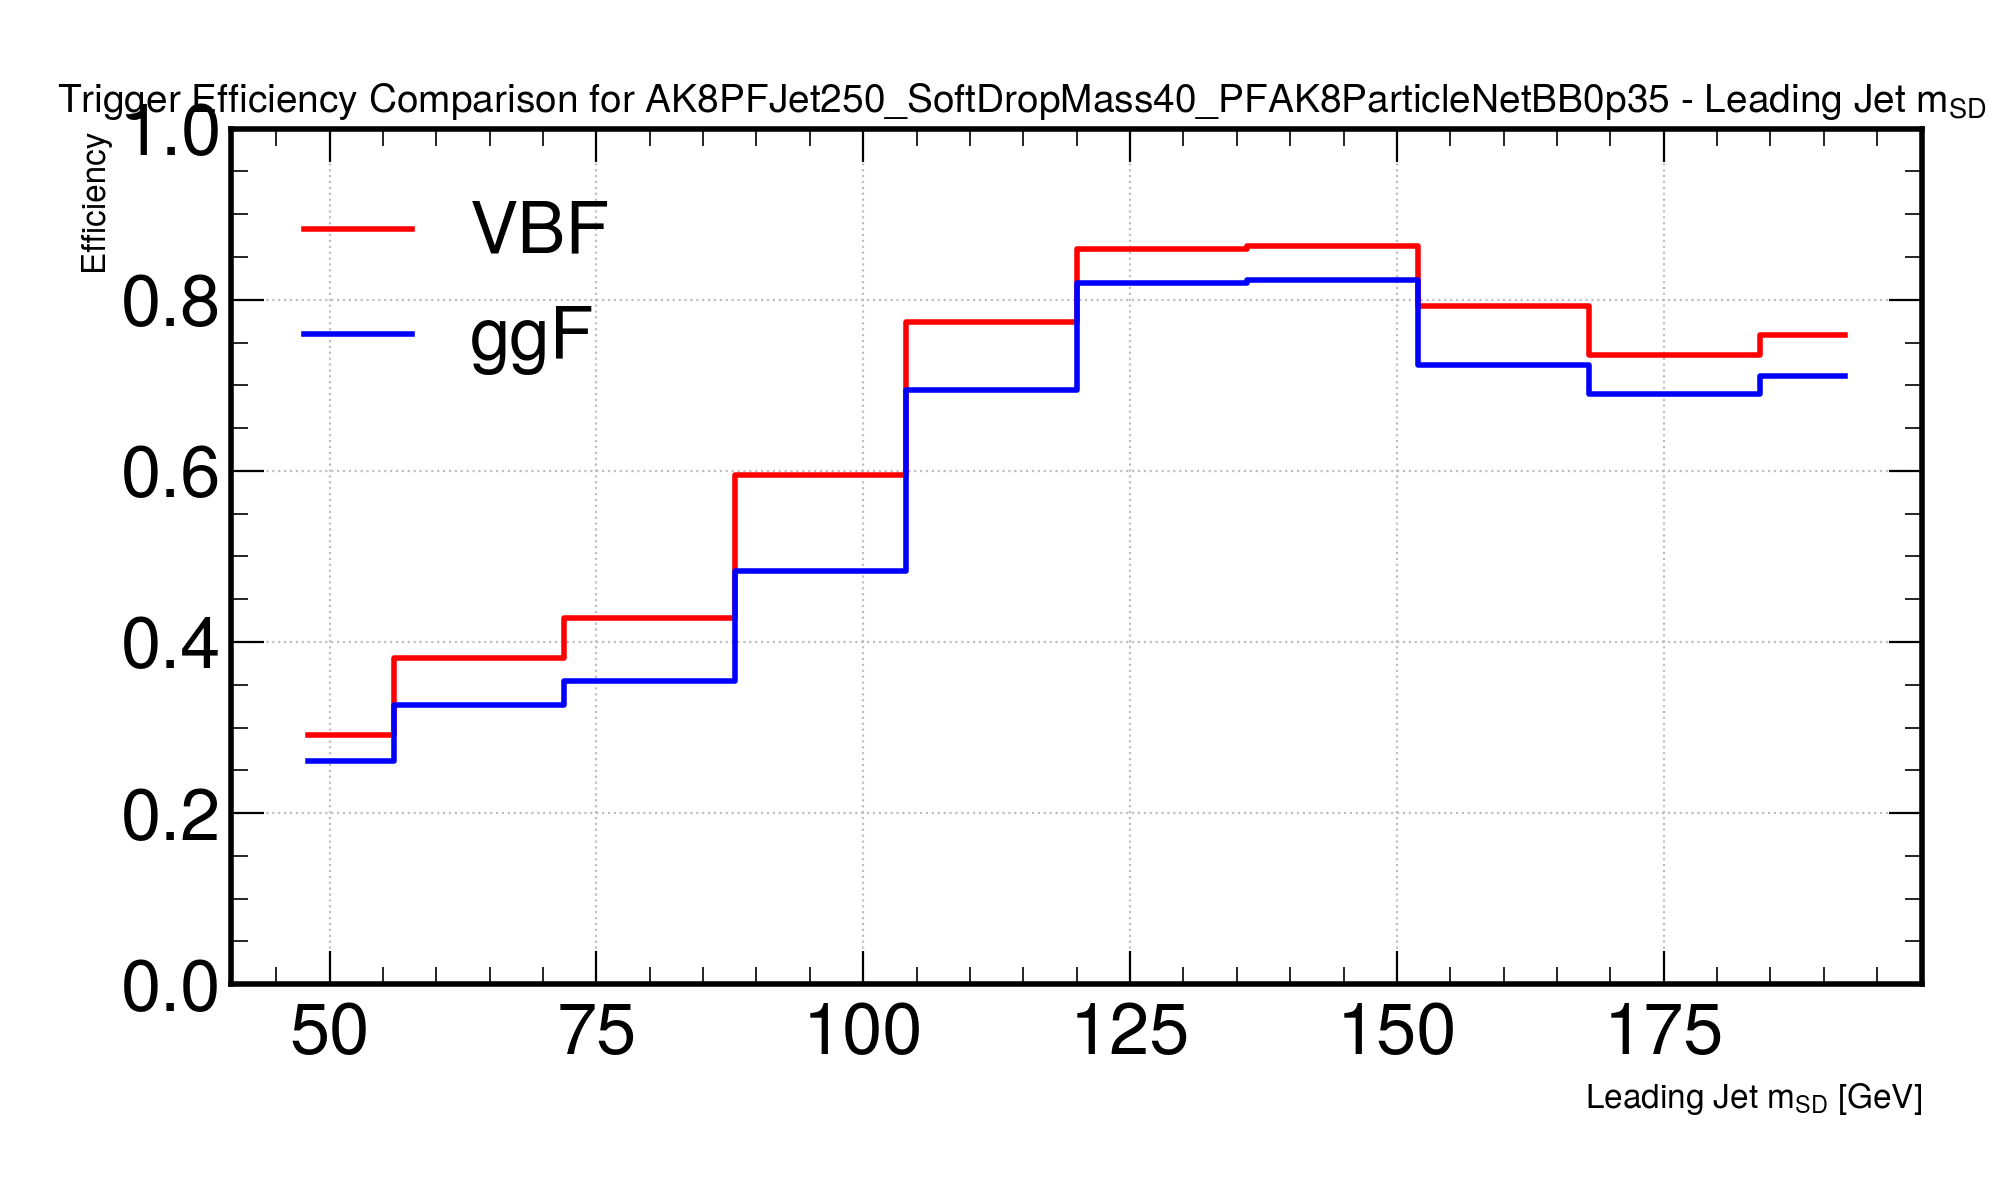 Trigger Efficiency Comparison for AK8PFJet250_SoftDropMass40_PFAK8ParticleNetBB0p35 - Leading Jet mSD
Efficiency
1.0
0.8
0.6
0.4
0.2
0.0
VBF
ggF
50 75 100 125 150 175
Leading Jet mSD [GeV]